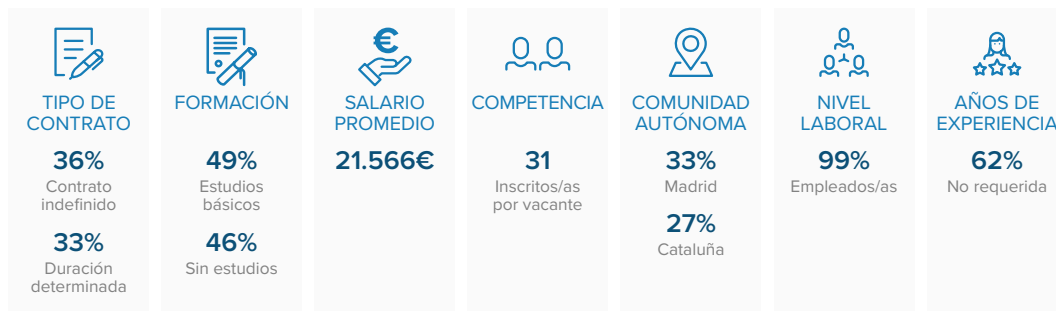 TIPO DE
CONTRATO
36%
Contrato
indefinido
33%
Duración
determinada
FORMACIÓN
49%
Estudios
básicos
46%
Sin estudios
€
SALARIO
PROMEDIO
21.566€
COMPETENCIA
31
Inscritos/as
por vacante
COMUNIDAD
AUTÓNOMA
33%
Madrid
27%
Cataluña
NIVEL
LABORAL
99%
Empleados/as
AÑOS DE
EXPERIENCIA
62%
No requerida